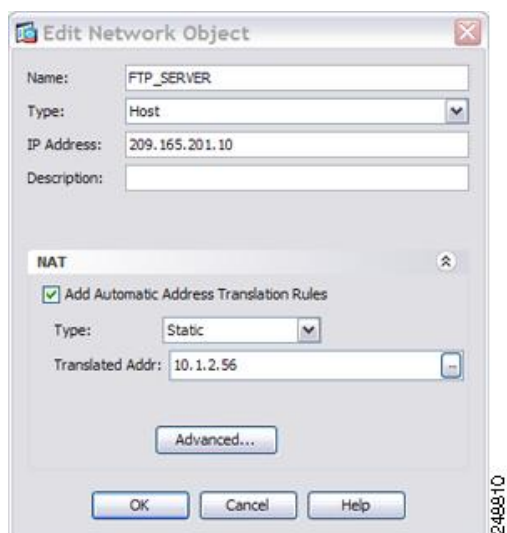 Edit Network Object
Name: FTP_SERVER
Type: Host
IP Address: 209.165.201.10
Description:
NAT
Add Automatic Address Translation Rules
Type: Static
Translated Addr: 10.1.2.56 ...
Advanced...
OK Cancel Help
248810